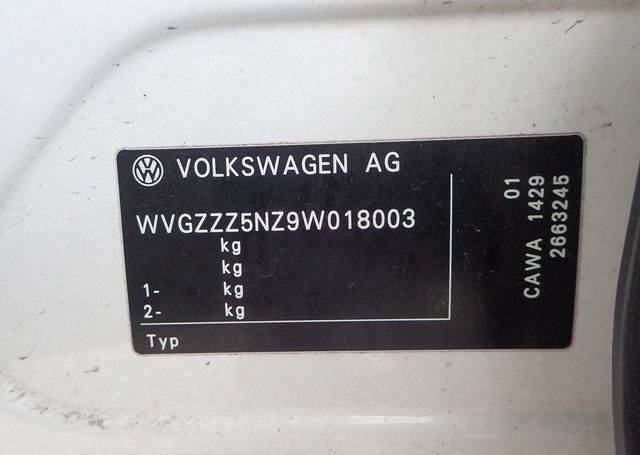 VOLKSWAGEN AG
WVGZZZ5NZ9W018003
kg
kg
1- kg
2- kg
Typ
01
CAWA 1429
2663245